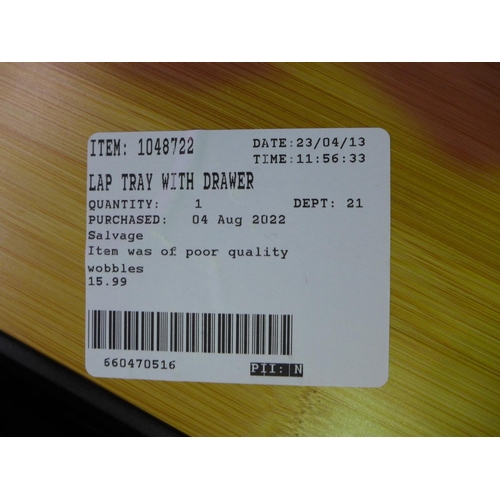 ITEM: 1048722 DATE:23/04/13
TIME:11:56:33
LAP TRAY WITH DRAWER
QUANTITY: 1 DEPT: 21
PURCHASED: 04 Aug 2022
Salvage
Item was of poor quality
wobbles
15.99
660470516 PII: N